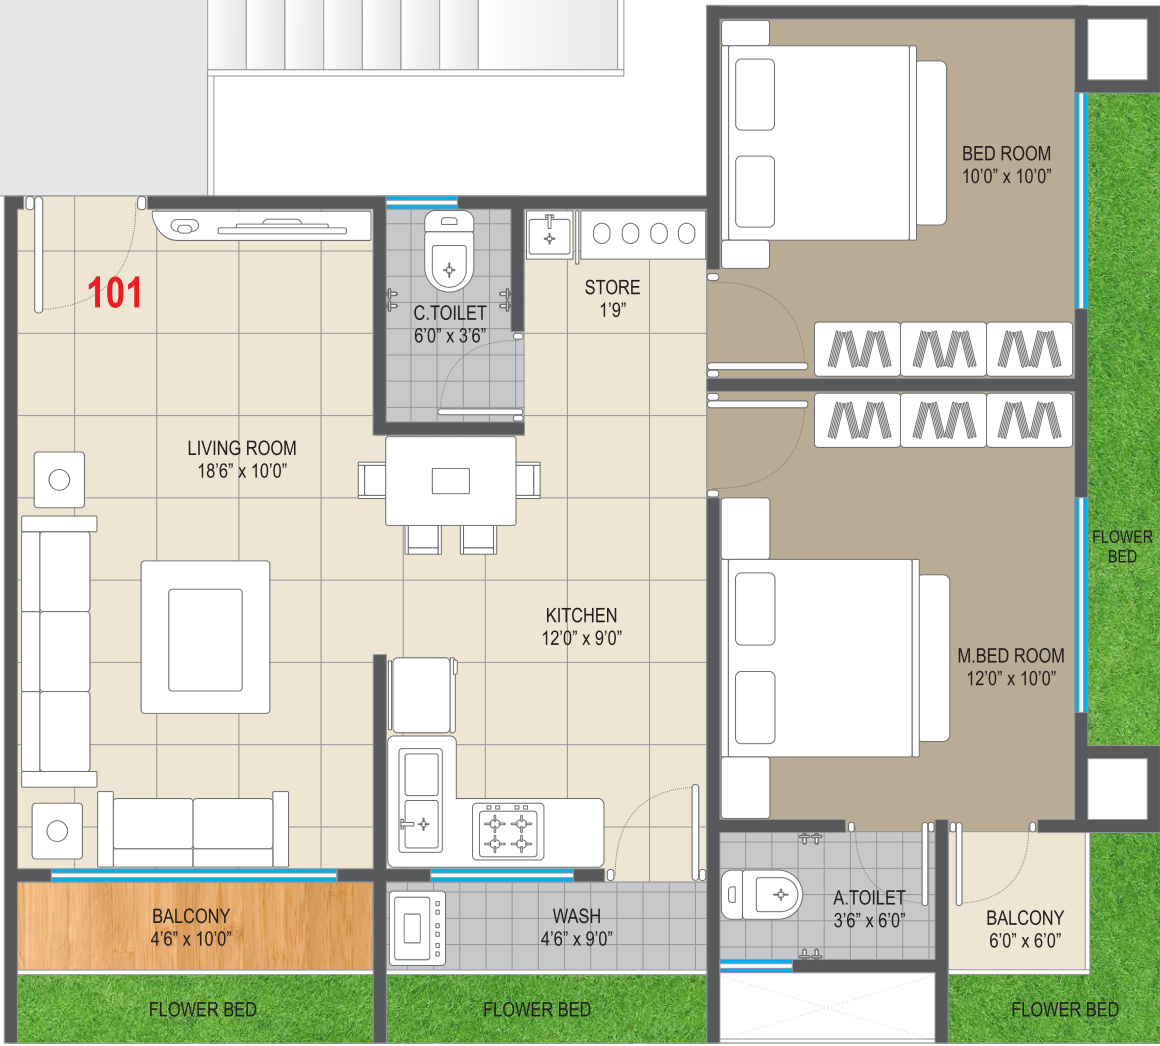 BED ROOM
10’0” x 10’0”
101
STORE
1’9”
C.TOILET
6’0” x 3’6”
LIVING ROOM
18’6” x 10’0”
FLOWER
BED
KITCHEN
12’0” x 9’0”
M.BED ROOM
12’0” x 10’0”
A.TOILET
3’6” x 6’0”
BALCONY
4’6” x 10’0”
WASH
4’6” x 9’0”
BALCONY
6’0” x 6’0”
FLOWER BED
FLOWER BED
FLOWER BED